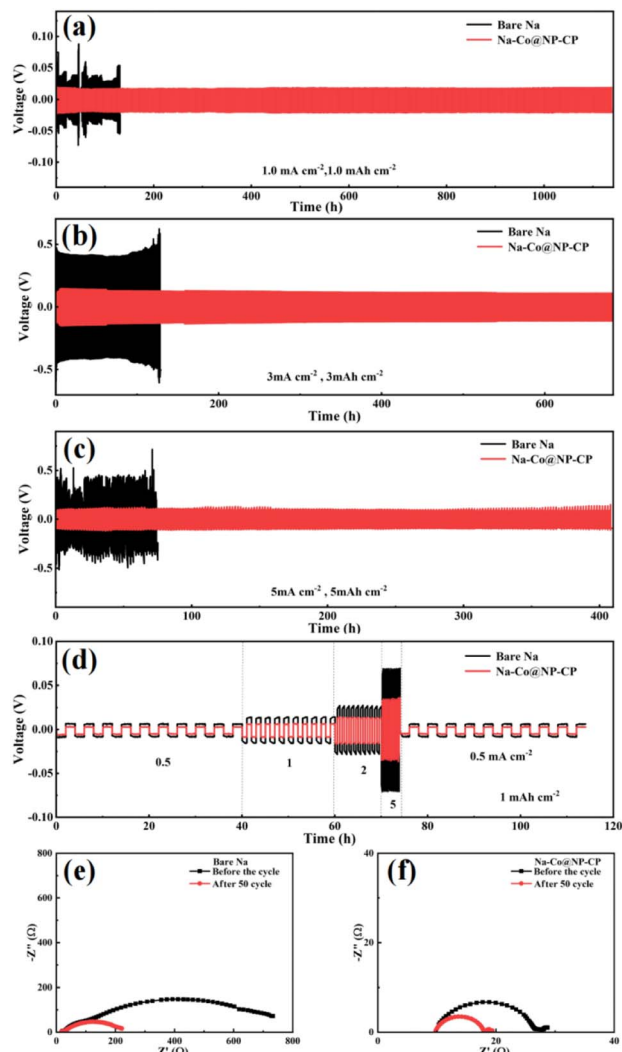 (a)
Bare Na
Na-Co@NP-CP
0.10
0.05
0.00
-0.05
-0.10
Voltage (V)
1.0 mA cm⁻²,1.0 mAh cm⁻²
0 200 400 600 800 1000
Time (h)
(b)
Bare Na
Na-Co@NP-CP
0.5
0.0
-0.5
Voltage (V)
3mA cm⁻² , 3mAh cm⁻²
0 200 400 600
Time (h)
(c)
Bare Na
Na-Co@NP-CP
0.5
0.0
-0.5
Voltage (V)
5mA cm⁻² , 5mAh cm⁻²
0 100 200 300 400
Time (h)
(d)
Bare Na
Na-Co@NP-CP
0.10
0.05
0.00
-0.05
-0.10
Voltage (V)
0.5 1 2 5 0.5 mA cm⁻²
1 mAh cm⁻²
0 20 40 60 80 100 120
Time (h)
(e)
Bare Na
Before the cycle
After 50 cycle
800
600
400
200
0
-Z'' (Ω)
0 200 400 600 800
Z' (Ω)
(f)
Na-Co@NP-CP
Before the cycle
After 50 cycle
40
20
0
-Z'' (Ω)
0 20 40
Z' (Ω)